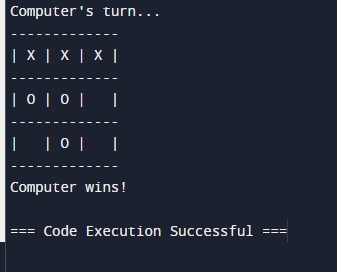 Computer's turn...
-------------
| X | X | X |
-------------
| O | O |   |
-------------
|   | O |   |
-------------
Computer wins!
=== Code Execution Successful ===